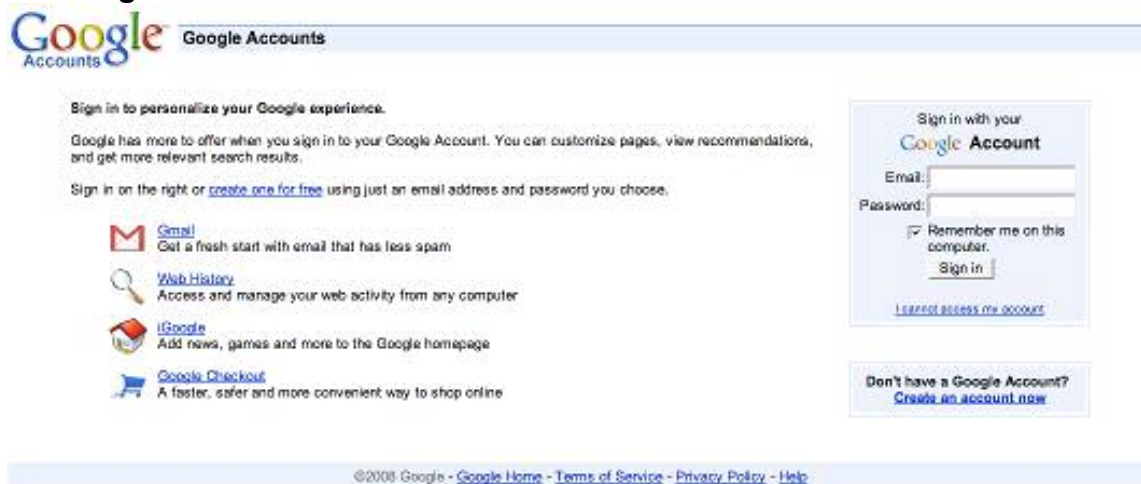 Google Accounts
Accounts
Sign in to personalize your Google experience.
Google has more to offer when you sign in to your Google Account. You can customize pages, view recommendations,
and get more relevant search results.
Sign in on the right or create one for free using just an email address and password you choose.
Gmail
Get a fresh start with email that has less spam
Web History
Access and manage your web activity from any computer
iGoogle
Add news, games and more to the Google homepage
Google Checkout
A faster, safer and more convenient way to shop online
Sign in with your
Google Account
Email:
Password:
Remember me on this
computer.
Sign in
I cannot access my account
Don't have a Google Account?
Create an account now
©2008 Google - Google Home - Terms of Service - Privacy Policy - Help